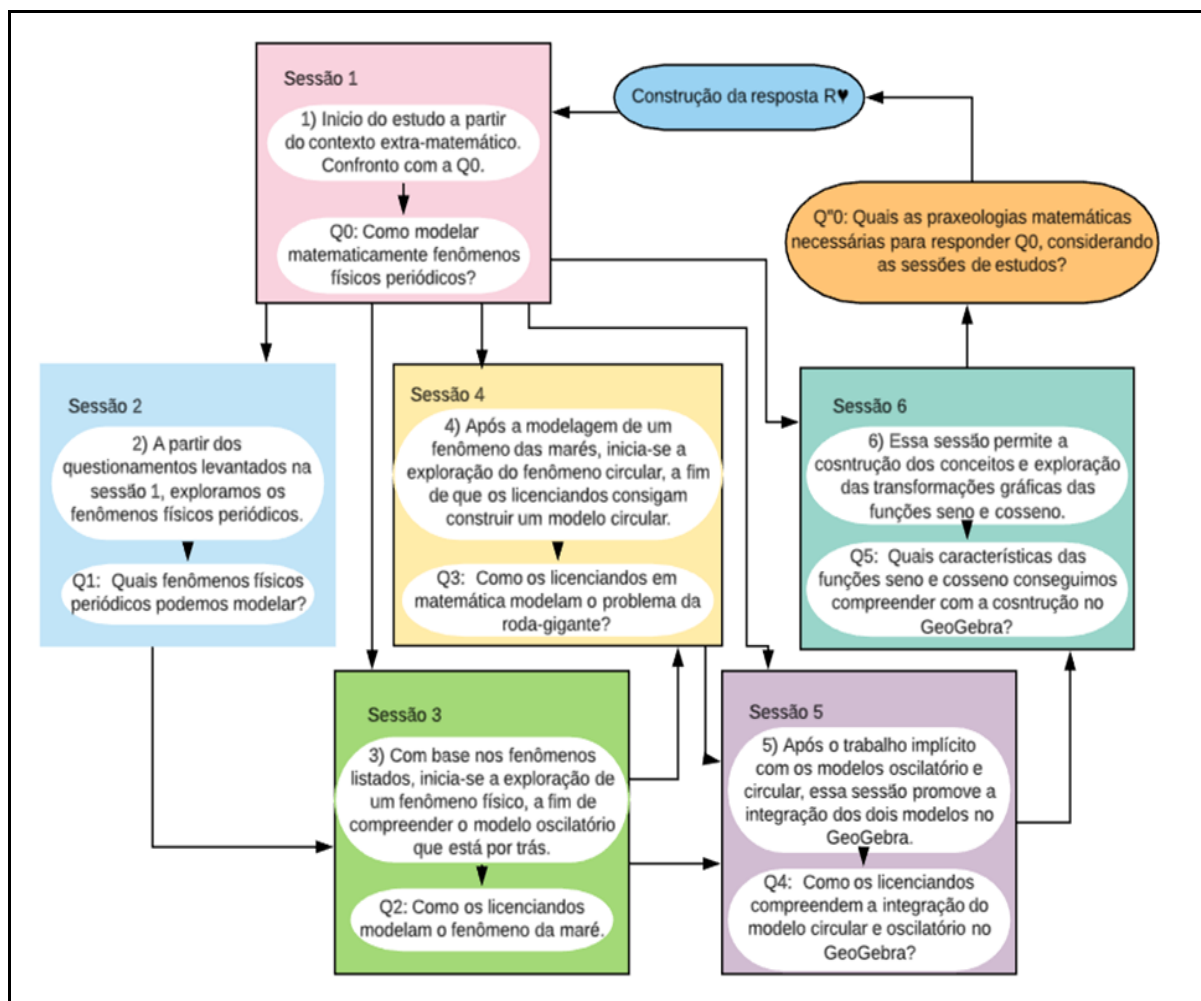 Sessão 1
1) Inicio do estudo a partir
do contexto extra-matemático.
Confronto com a Q0.
Q0: Como modelar
matematicamente fenômenos
físicos periódicos?
Construção da resposta R♥
Q"0: Quais as praxeologias matemáticas
necessárias para responder Q0, considerando
as sessões de estudos?
Sessão 2
2) A partir dos
questionamentos levantados na
sessão 1, exploramos os
fenômenos físicos periódicos.
Q1: Quais fenômenos físicos
periódicos podemos modelar?
Sessão 4
4) Após a modelagem de um
fenômeno das marés, inicia-se a
exploração do fenômeno circular, a fim
de que os licenciandos consigam
construir um modelo circular.
Q3: Como os licenciandos em
matemática modelam o problema da
roda-gigante?
Sessão 6
6) Essa sessão permite a
cosntrução dos conceitos e exploração
das transformações gráficas das
funções seno e cosseno.
Q5: Quais características das
funções seno e cosseno conseguimos
compreender com a cosntrução no
GeoGebra?
Sessão 3
3) Com base nos fenômenos
listados, inicia-se a exploração de
um fenômeno físico, a fim de
compreender o modelo oscilatório
que está por trás.
Q2: Como os licenciandos
modelam o fenômeno da maré.
Sessão 5
5) Após o trabalho implícito
com os modelos oscilatório e
circular, essa sessão promove a
integração dos dois modelos no
GeoGebra.
Q4: Como os licenciandos
compreendem a integração do
modelo circular e oscilatório no
GeoGebra?